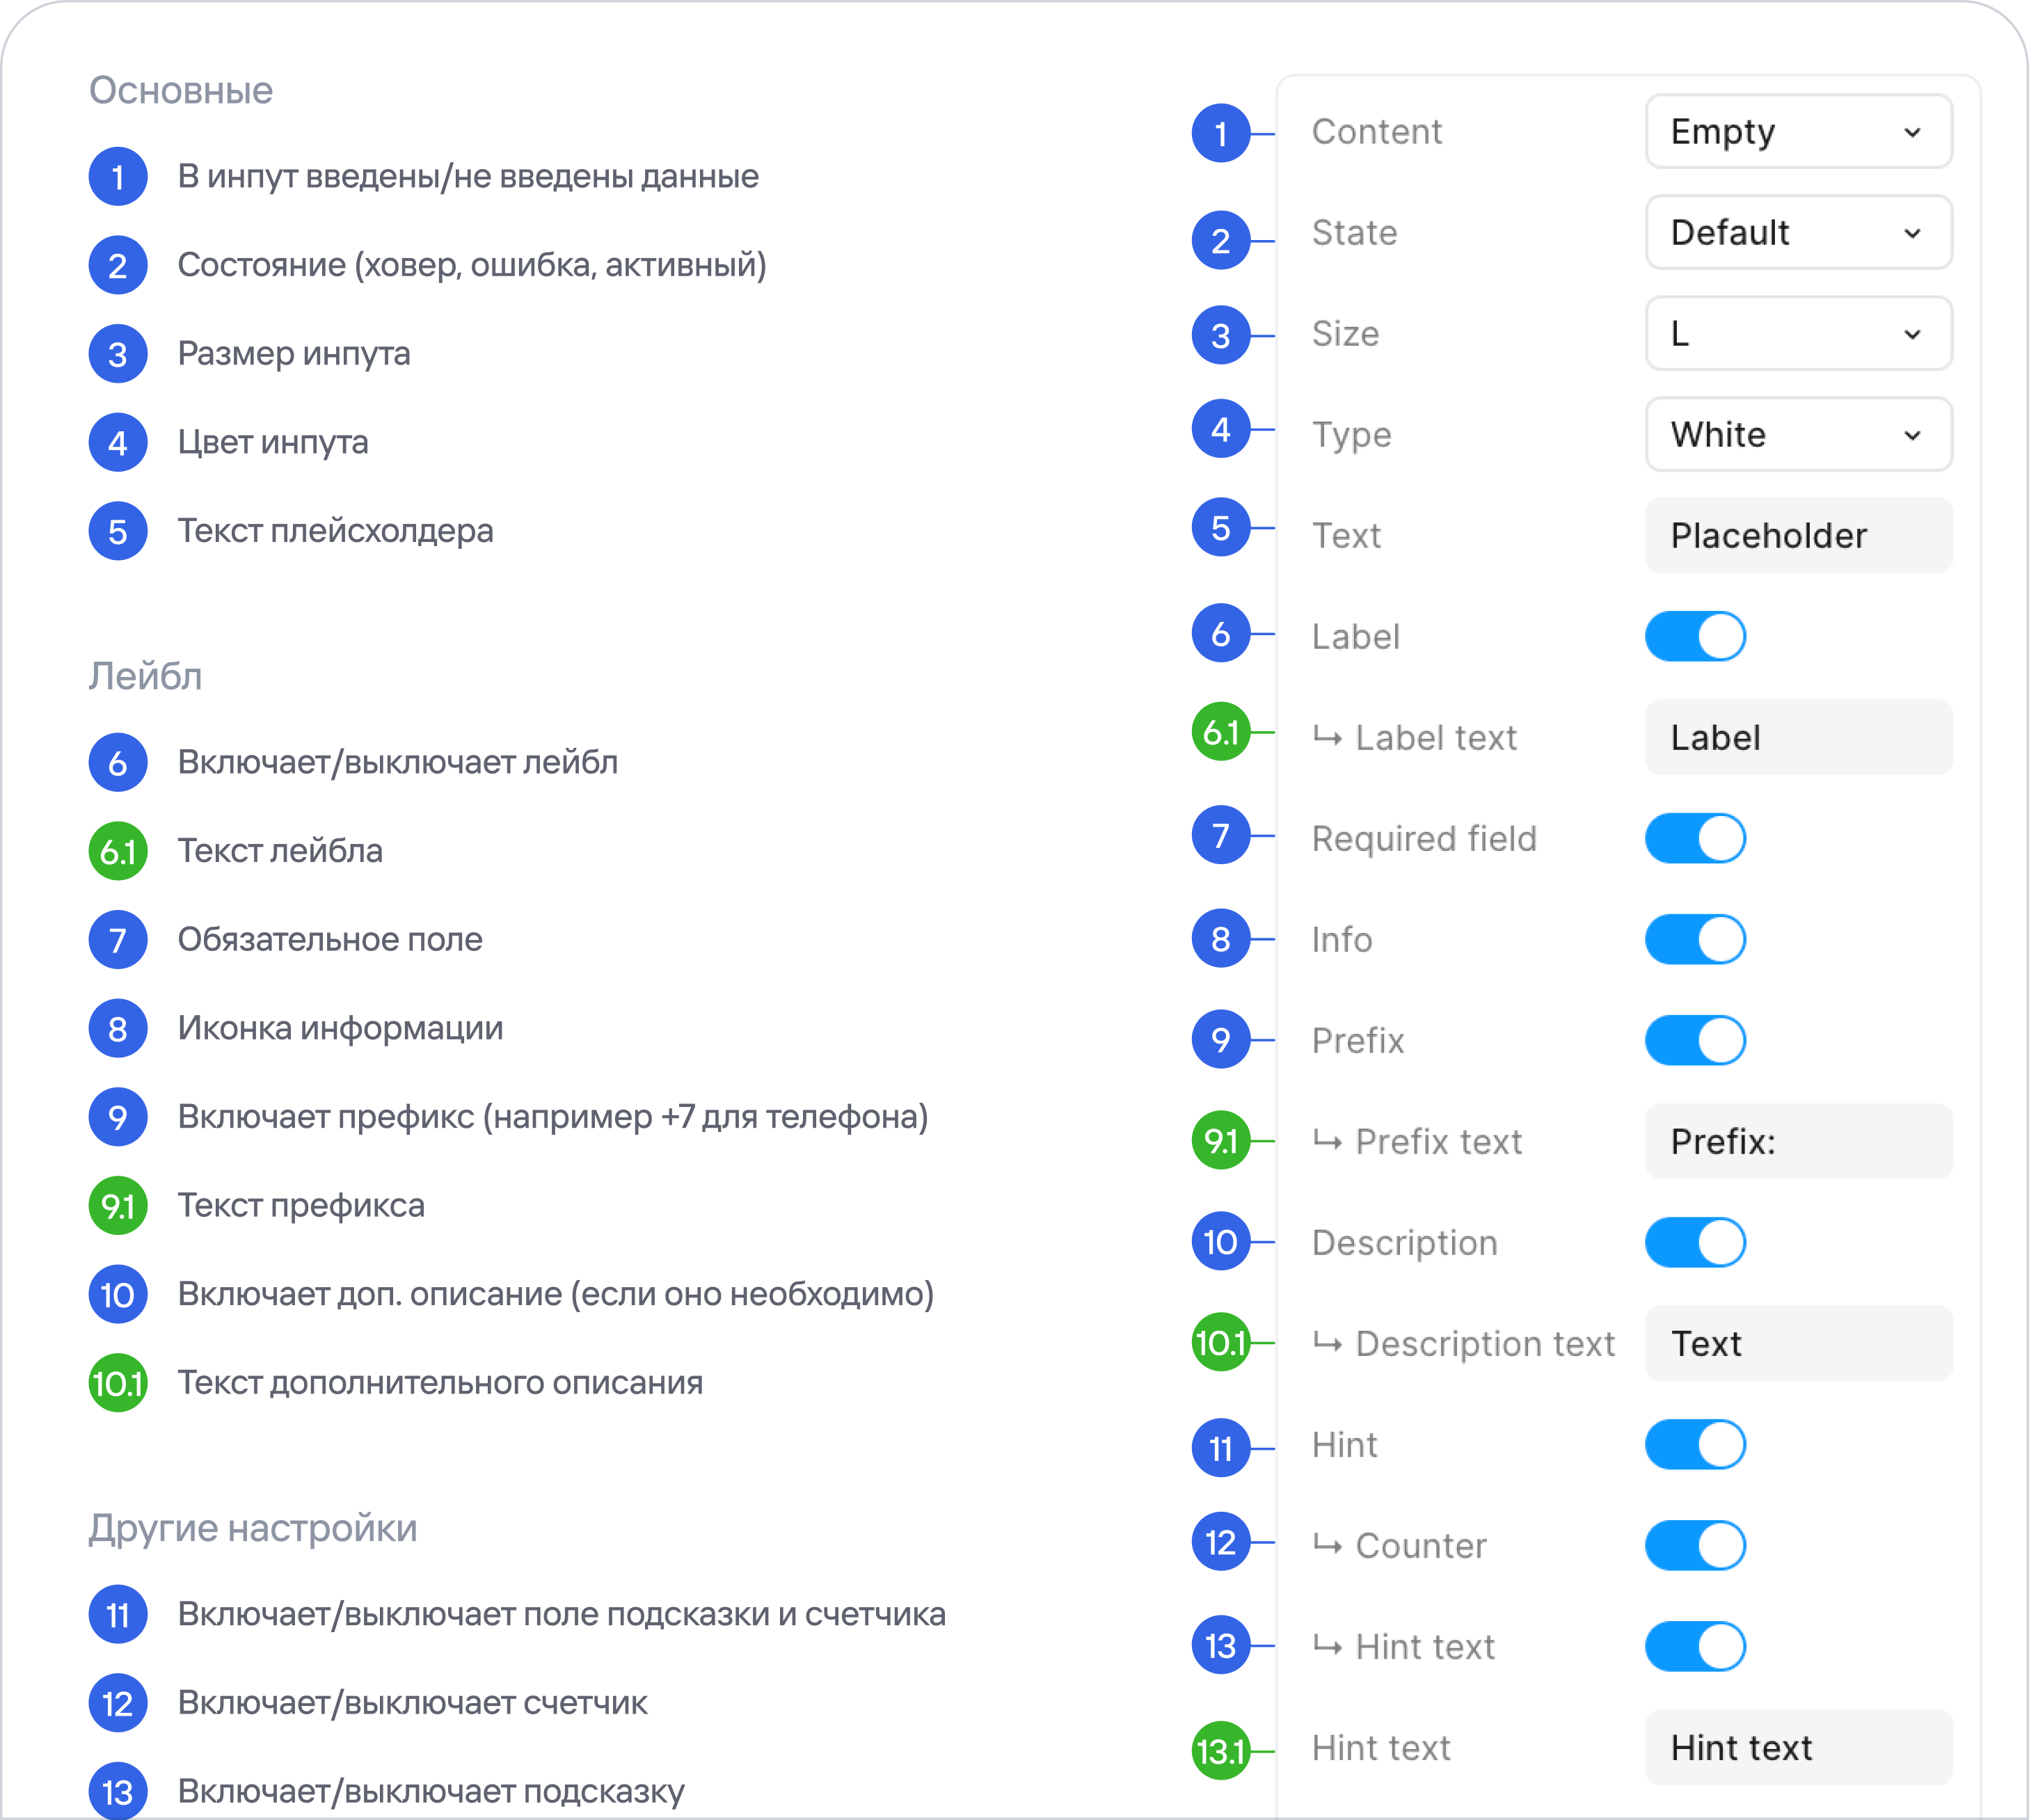 Основные
1 В инпут введены/не введены данные
2 Состояние (ховер, ошибка, активный)
3 Размер инпута
4 Цвет инпута
5 Текст плейсхолдера
Лейбл
6 Включает/выключает лейбл
6.1 Текст лейбла
7 Обязательное поле
8 Иконка информации
9 Включает префикс (например +7 для телефона)
9.1 Текст префикса
10 Включает доп. описание (если оно необходимо)
10.1 Текст дополнительного описания
Другие настройки
11 Включает/выключает поле подсказки и счетчика
12 Включает/выключает счетчик
13 Включает/выключает подсказку
1 Content Empty
2 State Default
3 Size L
4 Type White
5 Text Placeholder
6 Label
6.1 ↳ Label text Label
7 Required field
8 Info
9 Prefix
9.1 ↳ Prefix text Prefix:
10 Description
10.1 ↳ Description text Text
11 Hint
12 ↳ Counter
13 ↳ Hint text
13.1 Hint text Hint text